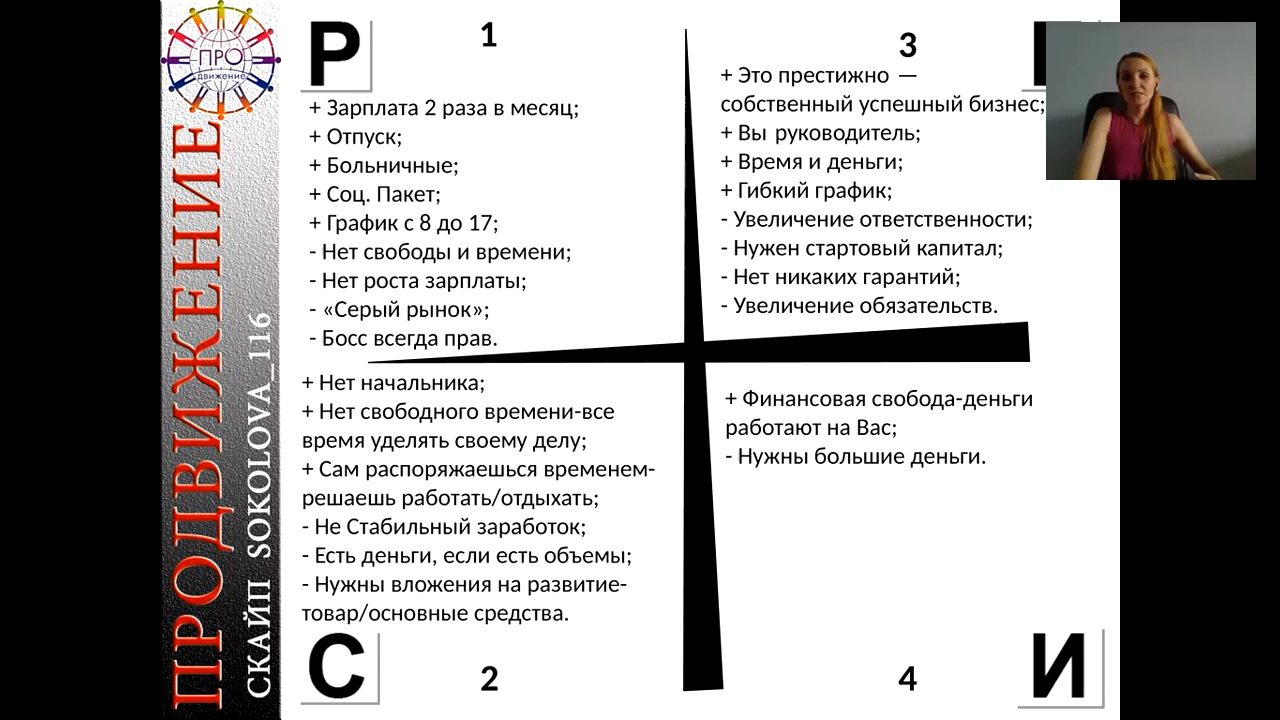 ПРО
движение
ПРОДВИЖЕНИЕ
СКАЙП SOKOLOVA_116
Р
1
+ Зарплата 2 раза в месяц;
+ Отпуск;
+ Больничные;
+ Соц. Пакет;
+ График с 8 до 17;
- Нет свободы и времени;
- Нет роста зарплаты;
- «Серый рынок»;
- Босс всегда прав.
3
+ Это престижно —
собственный успешный бизнес;
+ Вы руководитель;
+ Время и деньги;
+ Гибкий график;
- Увеличение ответственности;
- Нужен стартовый капитал;
- Нет никаких гарантий;
- Увеличение обязательств.
+ Нет начальника;
+ Нет свободного времени-все
время уделять своему делу;
+ Сам распоряжаешься временем-
решаешь работать/отдыхать;
- Не Стабильный заработок;
- Есть деньги, если есть объемы;
- Нужны вложения на развитие-
товар/основные средства.
С
2
+ Финансовая свобода-деньги
работают на Вас;
- Нужны большие деньги.
4
И